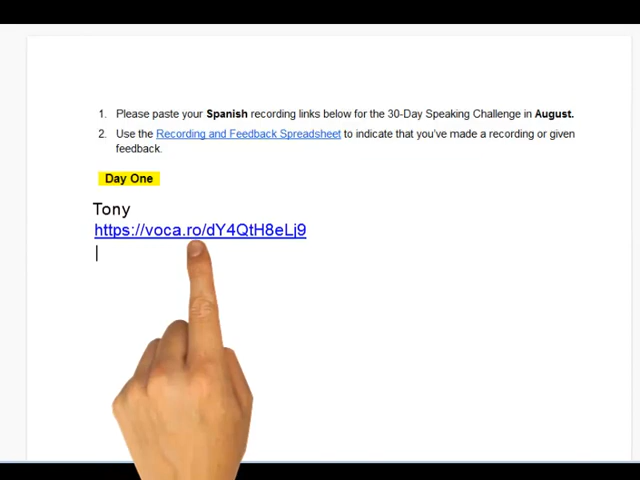 1. Please paste your Spanish recording links below for the 30-Day Speaking Challenge in August.
2. Use the Recording and Feedback Spreadsheet to indicate that you've made a recording or given
feedback.
Day One
Tony
https://voca.ro/dY4QtH8eLj9